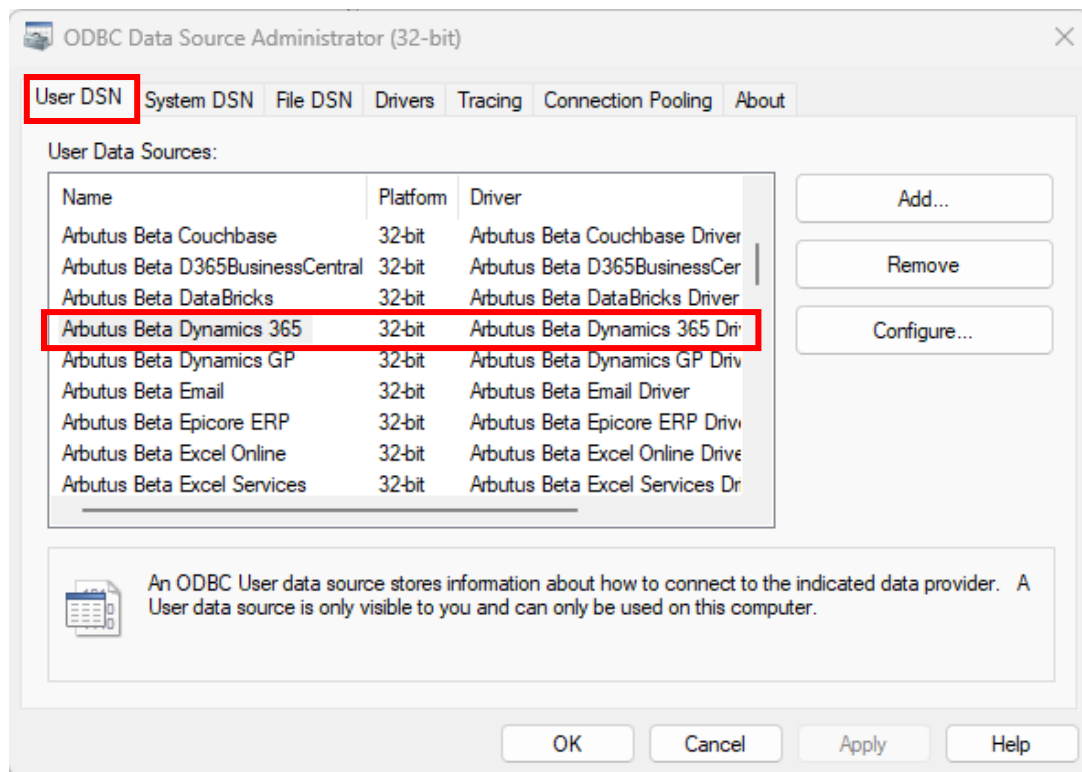 ODBC Data Source Administrator (32-bit)
User DSN System DSN File DSN Drivers Tracing Connection Pooling About
User Data Sources:
Name Platform Driver
Arbutus Beta Couchbase 32-bit Arbutus Beta Couchbase Driver
Arbutus Beta D365BusinessCentral 32-bit Arbutus Beta D365BusinessCer
Arbutus Beta DataBricks 32-bit Arbutus Beta DataBricks Driver
Arbutus Beta Dynamics 365 32-bit Arbutus Beta Dynamics 365 Dri
Arbutus Beta Dynamics GP 32-bit Arbutus Beta Dynamics GP Driv
Arbutus Beta Email 32-bit Arbutus Beta Email Driver
Arbutus Beta Epicore ERP 32-bit Arbutus Beta Epicore ERP Driv
Arbutus Beta Excel Online 32-bit Arbutus Beta Excel Online Drive
Arbutus Beta Excel Services 32-bit Arbutus Beta Excel Services Dr
Add...
Remove
Configure...
An ODBC User data source stores information about how to connect to the indicated data provider. A
User data source is only visible to you and can only be used on this computer.
OK Cancel Apply Help